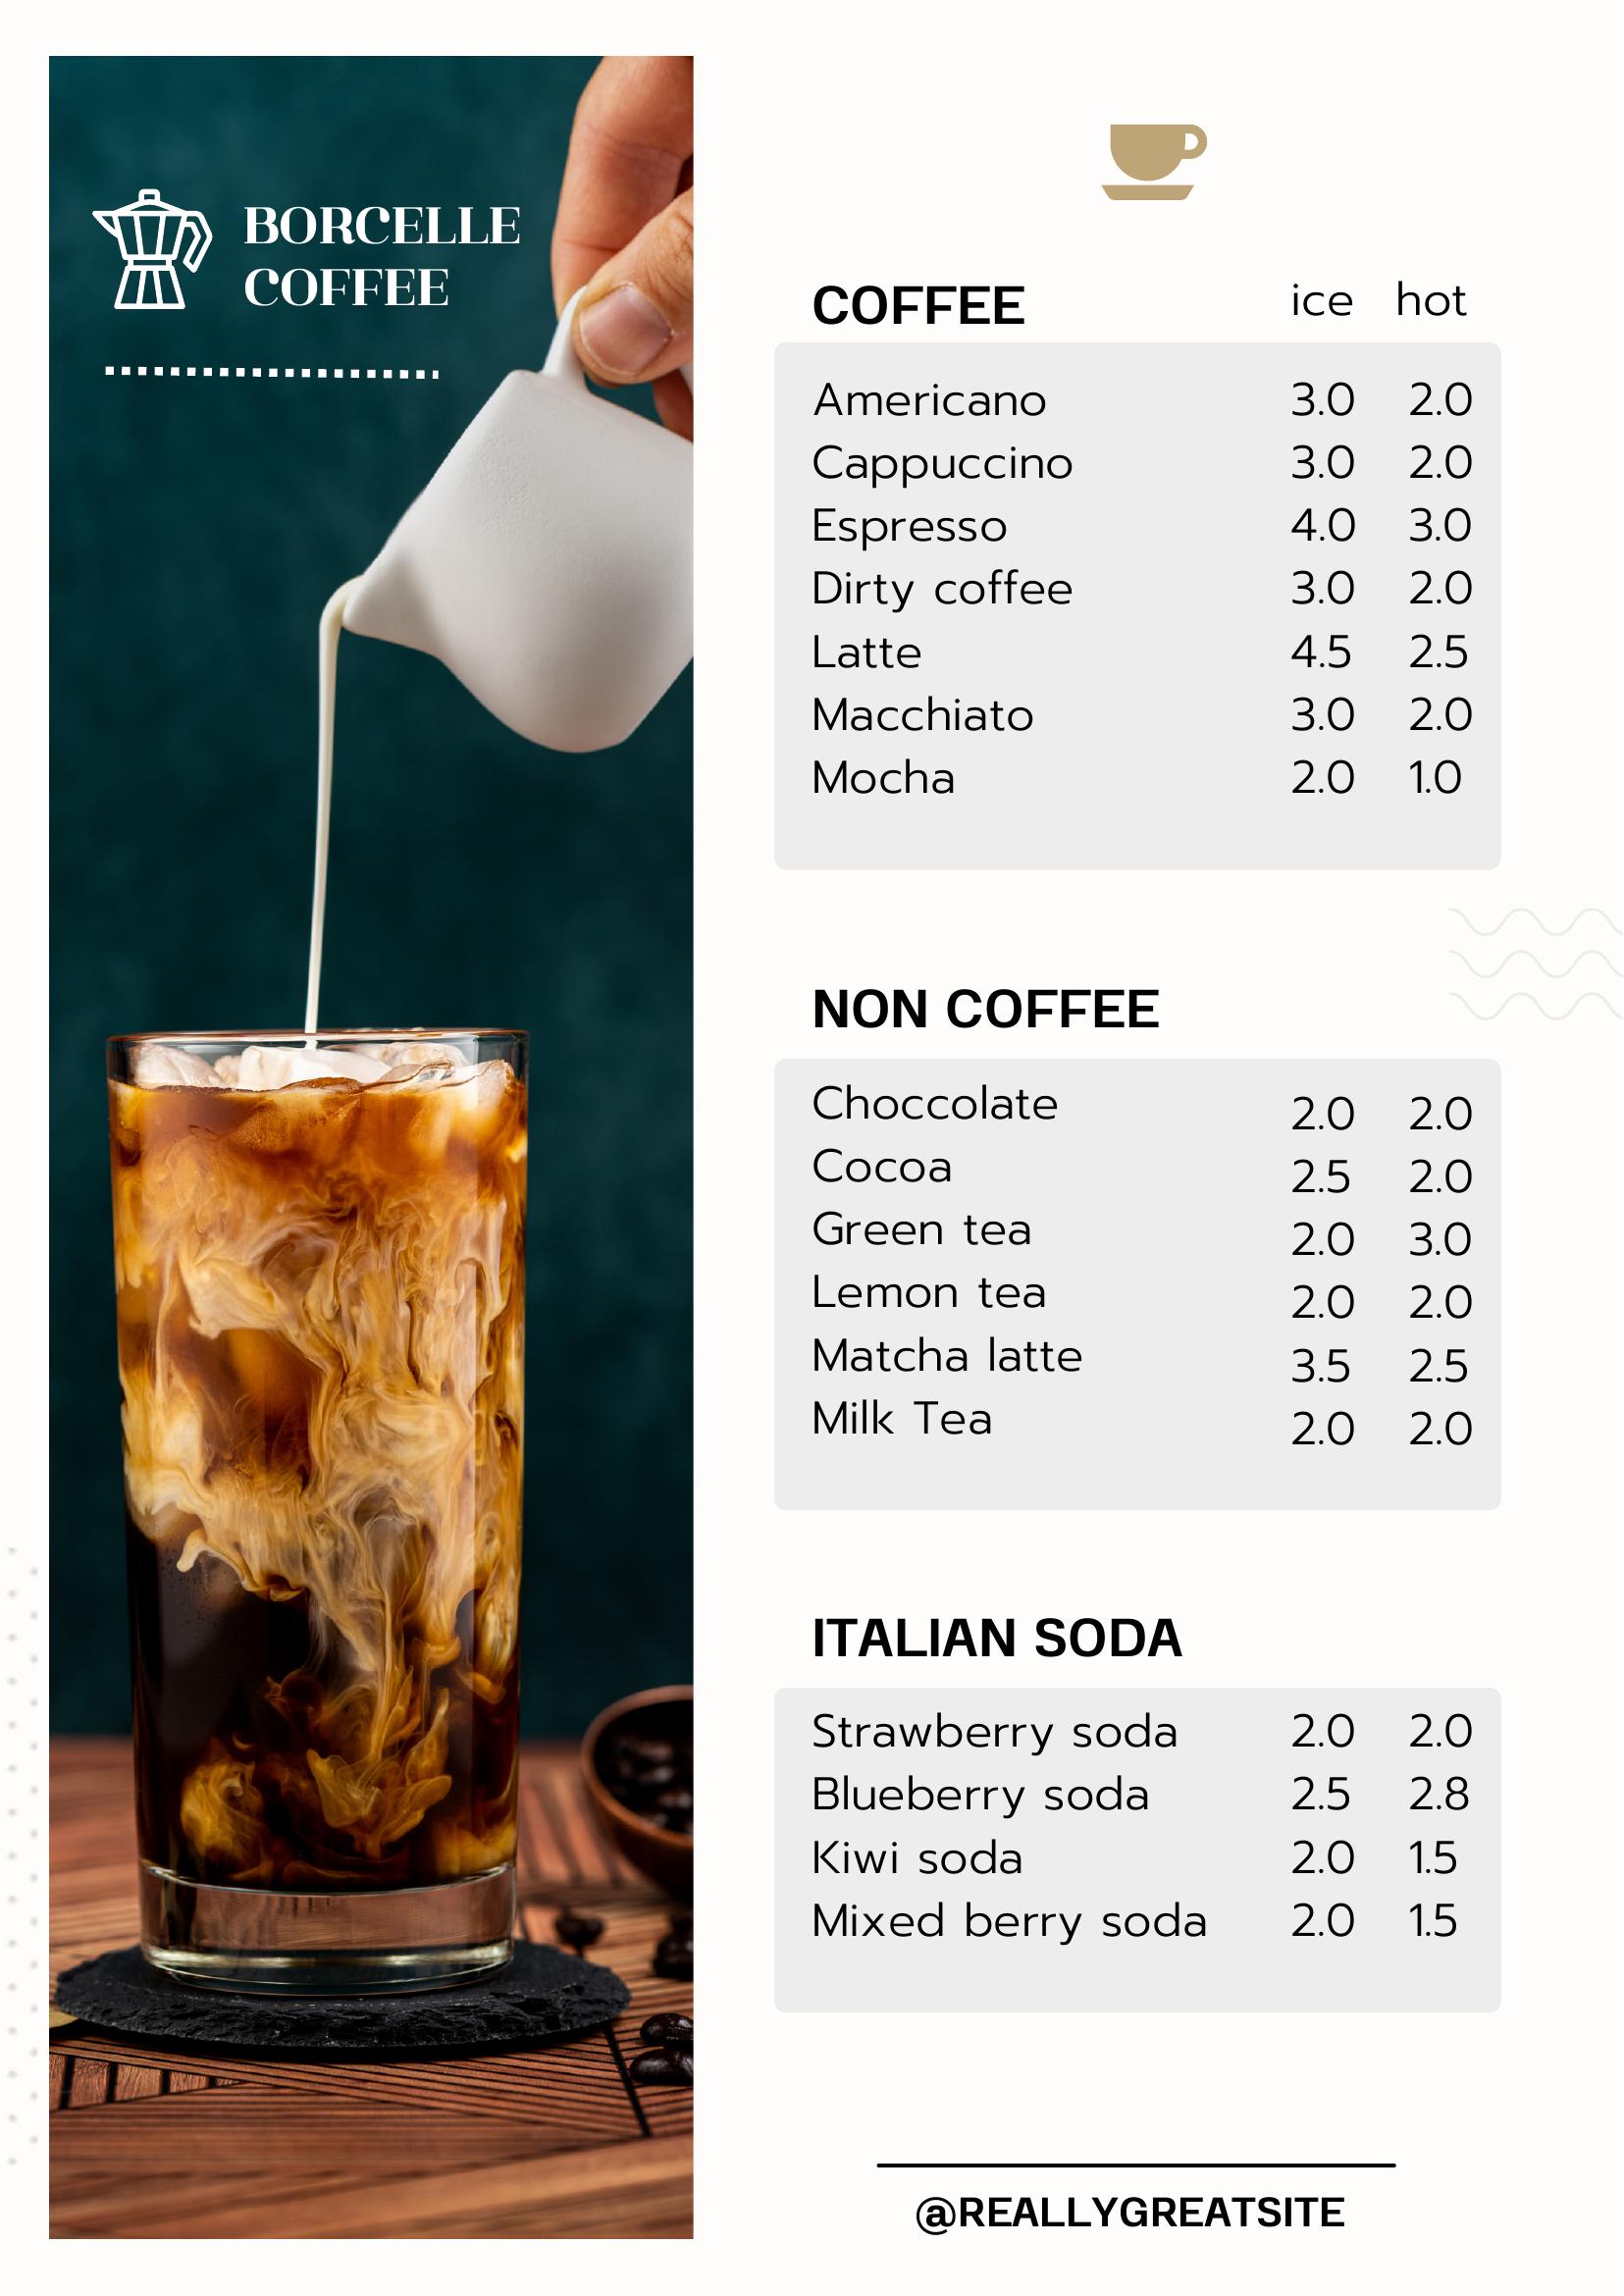 BORCELLE
COFFEE
COFFEE ice hot
Americano 3.0 2.0
Cappuccino 3.0 2.0
Espresso 4.0 3.0
Dirty coffee 3.0 2.0
Latte 4.5 2.5
Macchiato 3.0 2.0
Mocha 2.0 1.0
NON COFFEE
Choccolate 2.0 2.0
Cocoa 2.5 2.0
Green tea 2.0 3.0
Lemon tea 2.0 2.0
Matcha latte 3.5 2.5
Milk Tea 2.0 2.0
ITALIAN SODA
Strawberry soda 2.0 2.0
Blueberry soda 2.5 2.8
Kiwi soda 2.0 1.5
Mixed berry soda 2.0 1.5
@REALLYGREATSITE